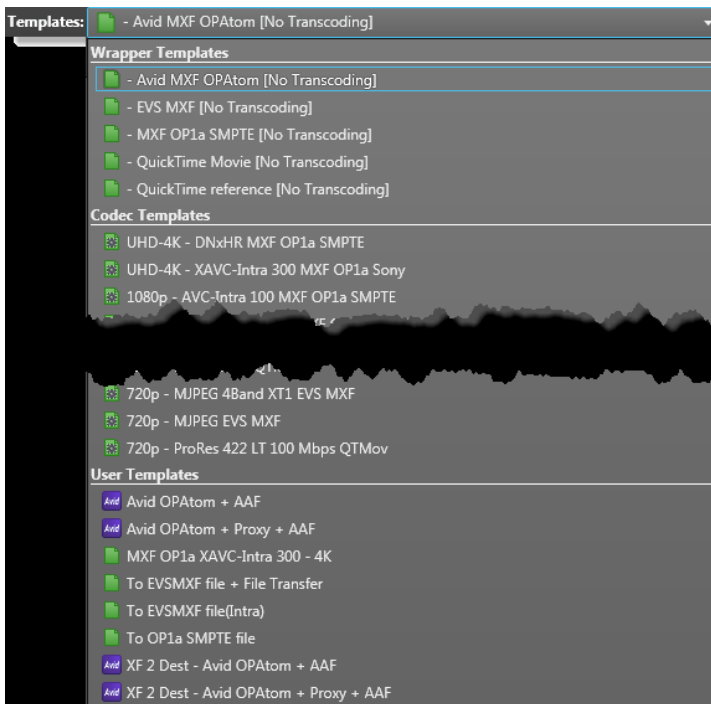 Templates: - Avid MXF OPAtom [No Transcoding]
Wrapper Templates
- Avid MXF OPAtom [No Transcoding]
- EVS MXF [No Transcoding]
- MXF OP1a SMPTE [No Transcoding]
- QuickTime Movie [No Transcoding]
- QuickTime reference [No Transcoding]
Codec Templates
UHD-4K - DNxHR MXF OP1a SMPTE
UHD-4K - XAVC-Intra 300 MXF OP1a Sony
1080p - AVC-Intra 100 MXF OP1a SMPTE
720p - MJPEG 4Band XT1 EVS MXF
720p - MJPEG EVS MXF
720p - ProRes 422 LT 100 Mbps QTMov
User Templates
Avid Avid OPAtom + AAF
Avid Avid OPAtom + Proxy + AAF
MXF OP1a XAVC-Intra 300 - 4K
To EVSMXF file + File Transfer
To EVSMXF file(Intra)
To OP1a SMPTE file
Avid XF 2 Dest - Avid OPAtom + AAF
Avid XF 2 Dest - Avid OPAtom + Proxy + AAF